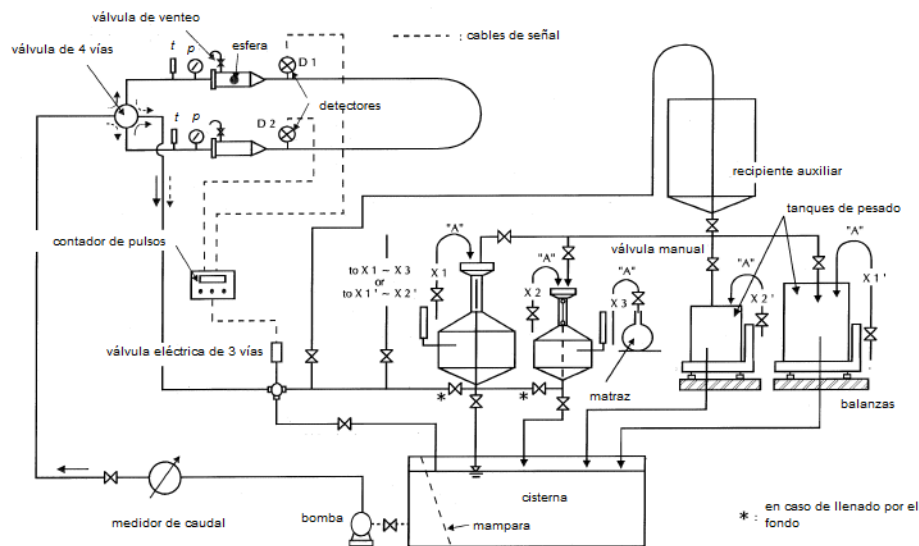 válvula de venteo
esfera
: cables de señal
válvula de 4 vías
t
p
D 1
detectores
t
p
D 2
recipiente auxiliar
tanques de pesado
contador de pulsos
válvula manual
"A"
"A"
"A"
"A"
"A"
to X 1 ~ X 3
or
to X 1 ' ~ X 2 '
X 1
X 2
X 3
X 2 '
X 1 '
válvula eléctrica de 3 vías
matraz
balanzas
*
*
cisterna
medidor de caudal
bomba
mampara
* : en caso de llenado por el
fondo